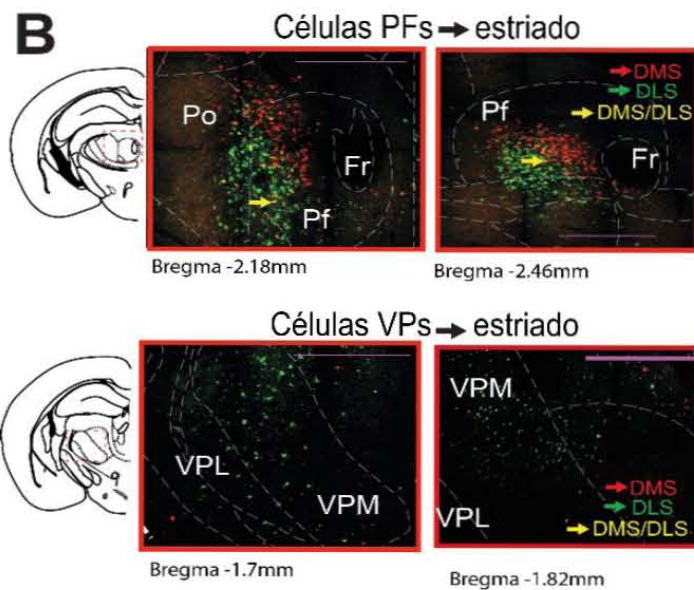 B
Células PFs → estriado
Po
Fr
Pf
Bregma -2.18mm
→DMS
→DLS
→DMS/DLS
Pf
Fr
Bregma -2.46mm
Células VPs → estriado
VPL
VPM
Bregma -1.7mm
VPM
VPL
→DMS
→DLS
→DMS/DLS
Bregma -1.82mm